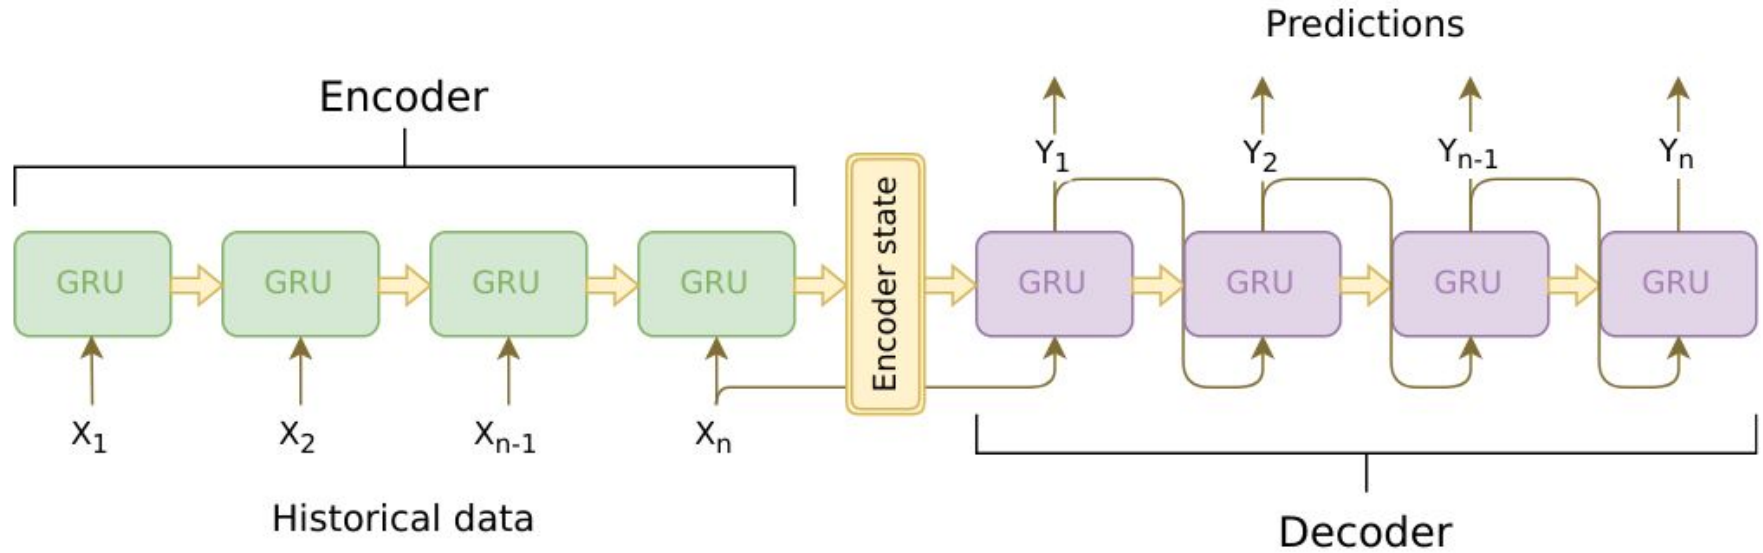 Predictions
Encoder
Y1 Y2 Yn-1 Yn
Encoder state
GRU GRU GRU GRU GRU GRU GRU GRU
X1 X2 Xn-1 Xn
Historical data
Decoder